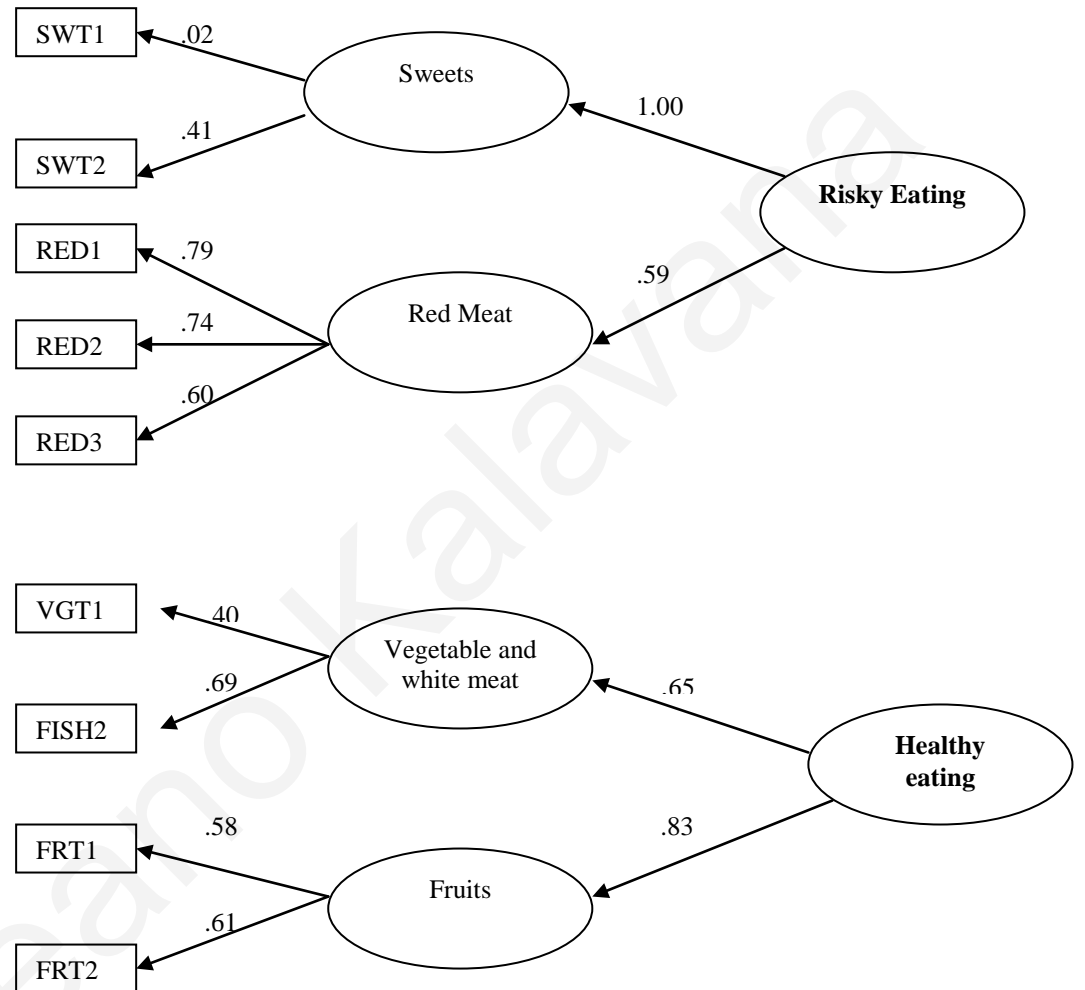 SWT1
.02
Sweets
1.00
.41
SWT2
Risky Eating
RED1
.79
.59
Red Meat
.74
RED2
.60
RED3
VGT1
.40
Vegetable and
white meat
.69
.65
FISH2
Healthy
eating
.58
.83
FRT1
Fruits
.61
FRT2
Kalavana